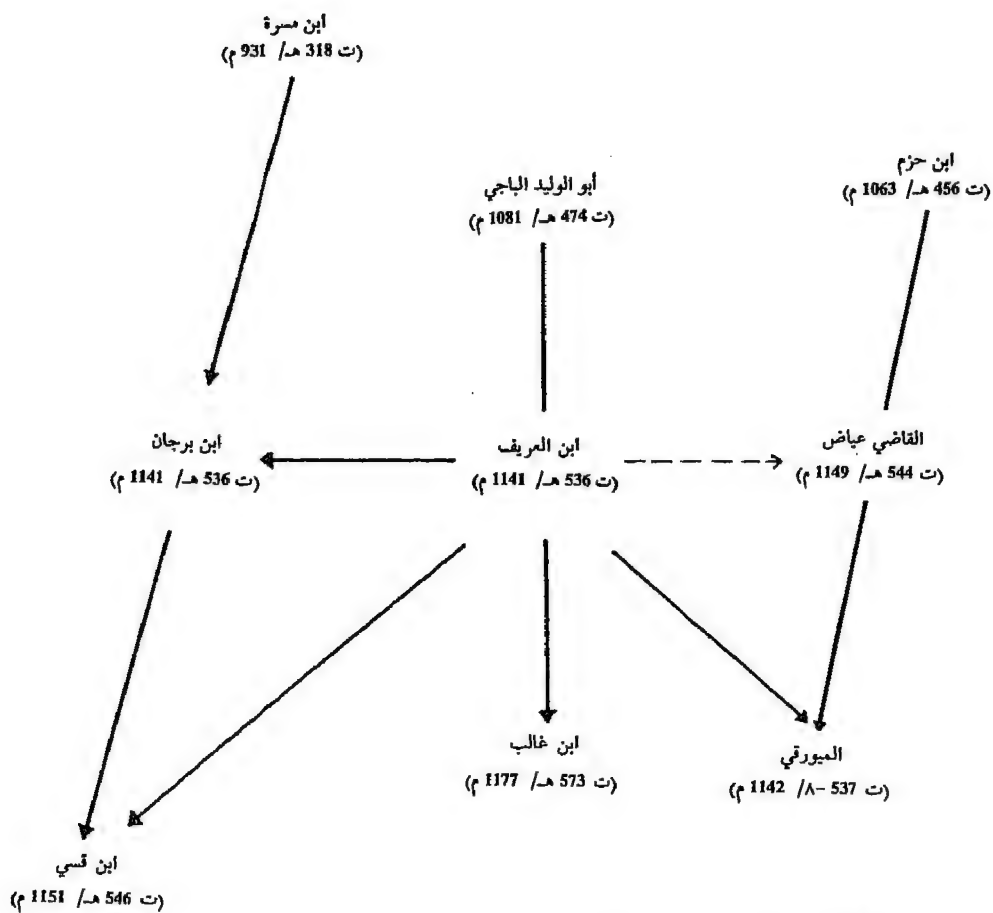 ابن مسرة
(ت 318 هـ/ 931 م)
أبو الوليد الباجي
(ت 474 هـ/ 1081 م)
ابن حزم
(ت 456 هـ/ 1063 م)
القاضي عياض
(ت 544 هـ/ 1149 م)
ابن العريف
(ت 536 هـ/ 1141 م)
ابن برجان
(ت 536 هـ/ 1141 م)
الميورقي
(ت 537 –٨/ 1142 م)
ابن غالب
(ت 573 هـ/ 1177 م)
ابن قسي
(ت 546 هـ/ 1151 م)